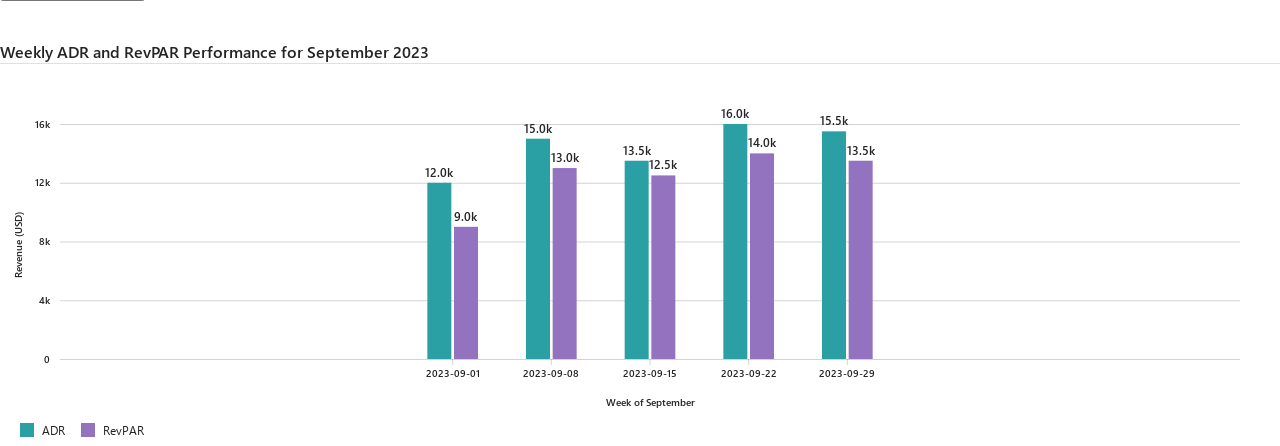 Weekly ADR and RevPAR Performance for September 2023
16.0k
15.5k
16k
15.0k
14.0k
13.5k
13.5k
13.0k
12.5k
12.0k
12k
9.0k
8k
Revenue (USD)
4k
0
2023-09-01 2023-09-08 2023-09-15 2023-09-22 2023-09-29
Week of September
ADR RevPAR